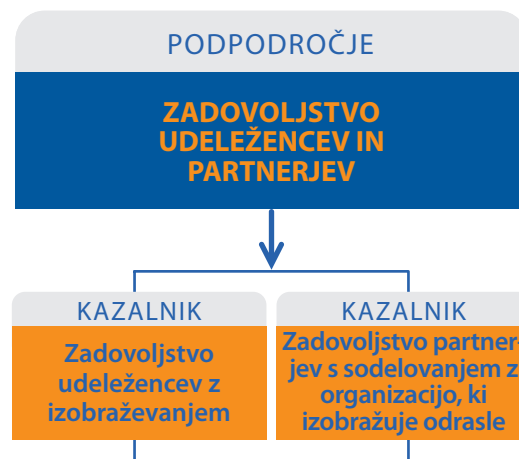 PODPODROČJE
ZADOVOLJSTVO
UDELEŽENCEV IN
PARTNERJEV
KAZALNIK
Zadovoljstvo
udeležencev z
izobraževanjem
KAZALNIK
Zadovoljstvo partner-
jev s sodelovanjem z
organizacijo, ki
izobražuje odrasle